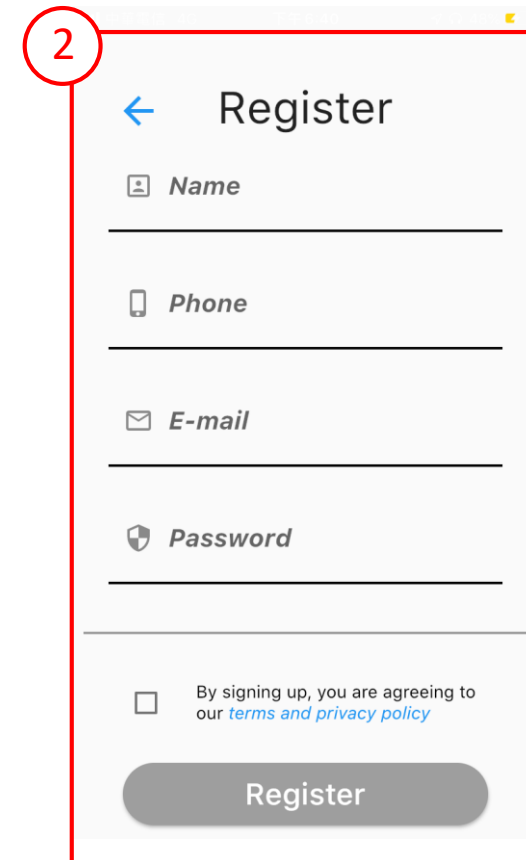 2
Register
Name
Phone
E-mail
Password
By signing up, you are agreeing to
our terms and privacy policy
Register